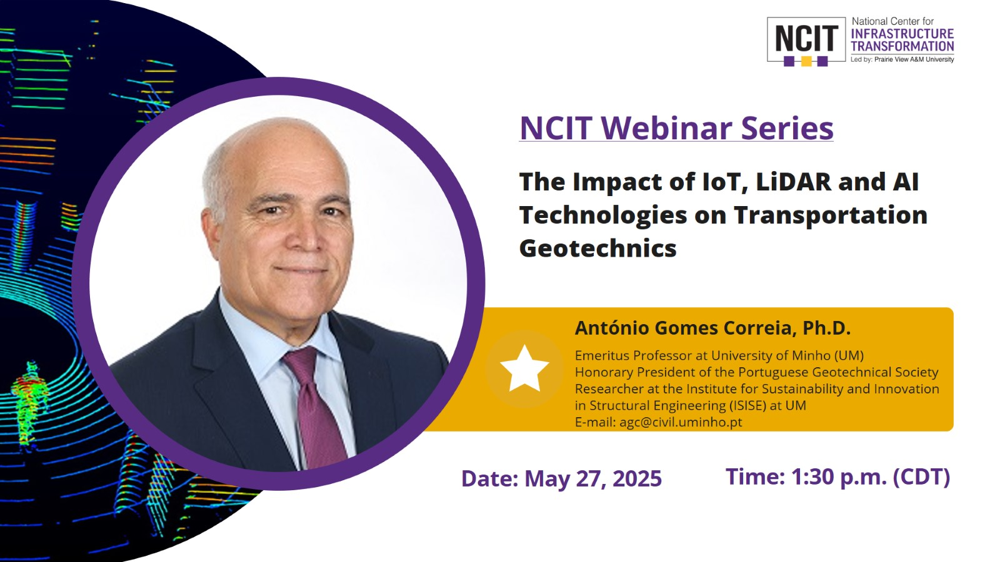 NCIT
National Center for
INFRASTRUCTURE
TRANSFORMATION
Led by: Prairie View A&M University
NCIT Webinar Series
The Impact of IoT, LiDAR and AI
Technologies on Transportation
Geotechnics
António Gomes Correia, Ph.D.
Emeritus Professor at University of Minho (UM)
Honorary President of the Portuguese Geotechnical Society
Researcher at the Institute for Sustainability and Innovation
in Structural Engineering (ISISE) at UM
E-mail: agc@civil.uminho.pt
Date: May 27, 2025
Time: 1:30 p.m. (CDT)